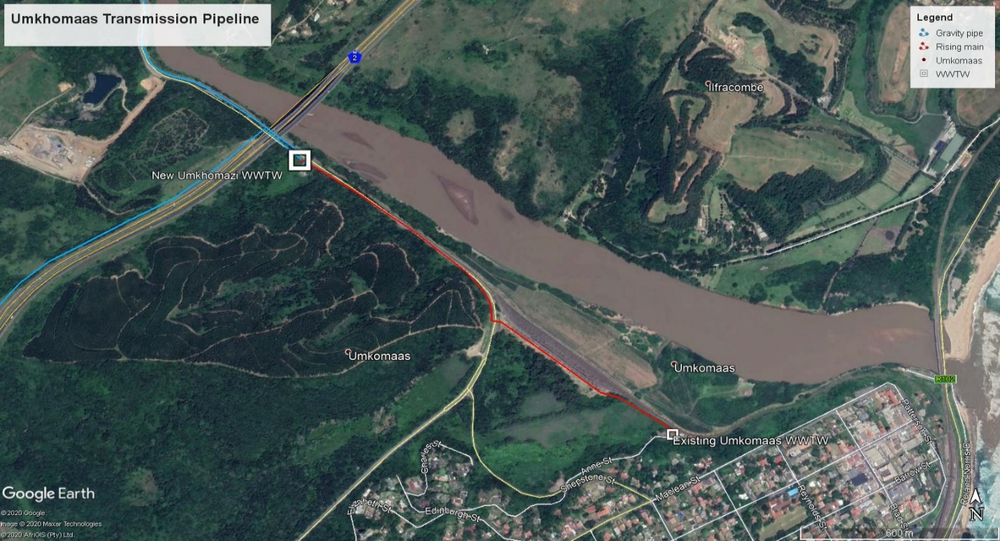 Umkhomaas Transmission Pipeline
Legend
Gravity pipe
Rising main
Umkomaas
WWTW
N
2
Ilfracombe
New Umkhomazi WWTW
Umkomaas
Umkomaas
R102
Existing Umkomaas WWTW
Patterson St
Charles St
Anne St
Shepstone St
Maclean St
Barrow St
Reynolds St
Edinburgh St
Roland Norris D
Google Earth
© 2020 Google
Image © 2020 Maxar Technologies
© 2020 AfriGIS (Pty) Ltd.
N
600 m